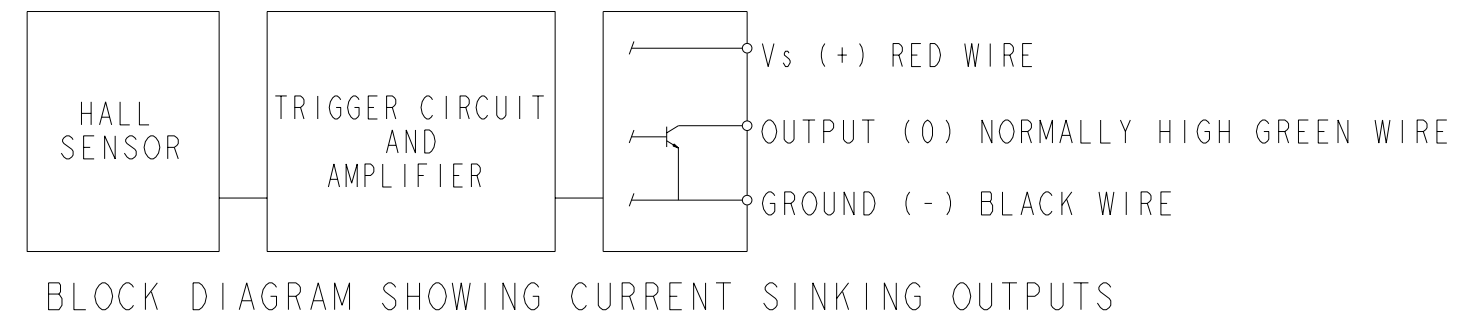 HALL
SENSOR
TRIGGER CIRCUIT
AND
AMPLIFIER
Vs (+) RED WIRE
OUTPUT (0) NORMALLY HIGH GREEN WIRE
GROUND (-) BLACK WIRE
BLOCK DIAGRAM SHOWING CURRENT SINKING OUTPUTS